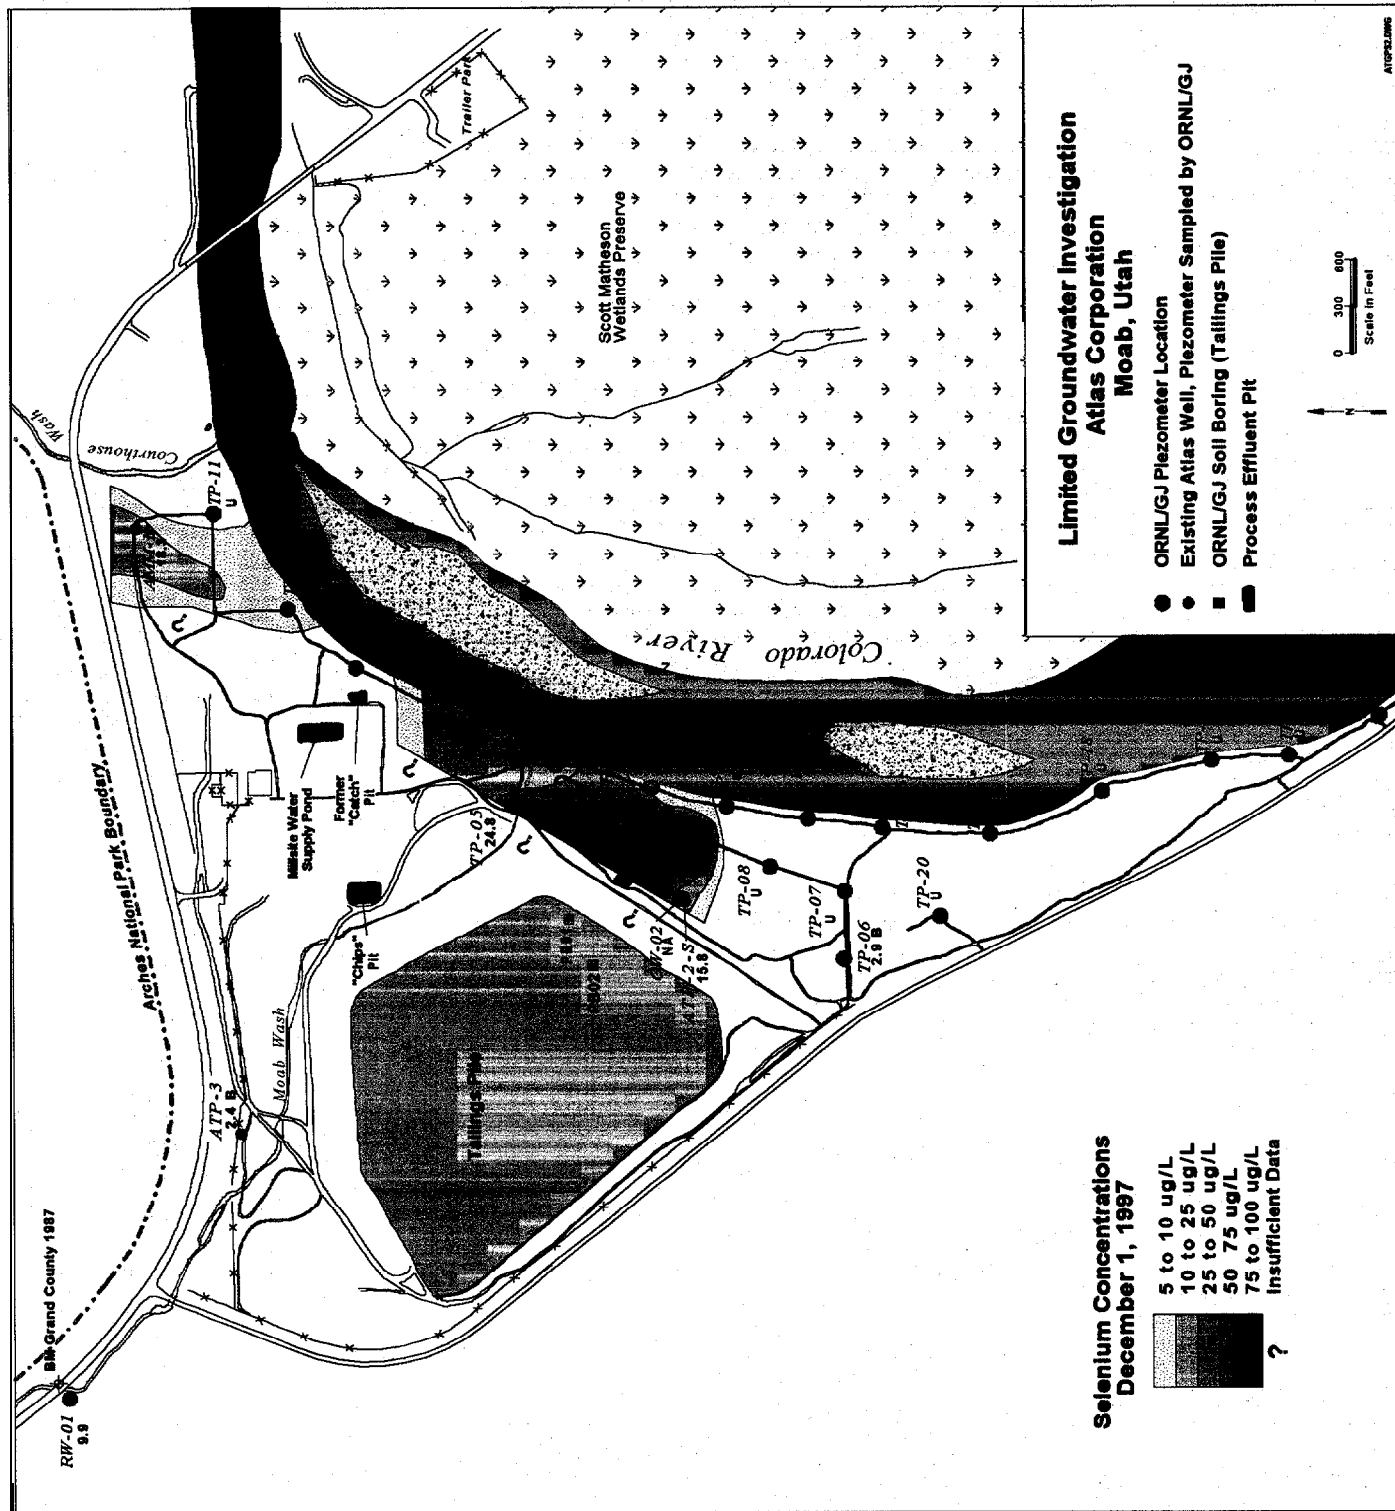 Limited Groundwater Investigation
Atlas Corporation
Moab, Utah
ORNL/GJ Piezometer Location
Existing Atlas Well, Piezometer Sampled by ORNL/GJ
ORNL/GJ Soil Boring (Tailings Pile)
Process Effluent Pit
N
0 300 600
Scale in Feet
ATGPS2.DWG
Selenium Concentrations
December 1, 1997
5 to 10 ug/L
10 to 25 ug/L
25 to 50 ug/L
50 75 ug/L
75 to 100 ug/L
? Insufficient Data
RW-01
9.9
BM-Grand County 1987
Arches National Park Boundary
ATP-3
2.4 B
Moab Wash
Tailings Pile
"Chips"
Pit
Millsite Water
Supply Pond
Former
"Catch"
Pit
TP-05
24.8
?
?
?
?
NA
15.8
TP-08
U
TP-07
U
TP-06
2.9 B
TP-20
U
TP-11
U
Courthouse
Wash
Colorado River
Scott Matheson
Wetlands Preserve
Trailer Park